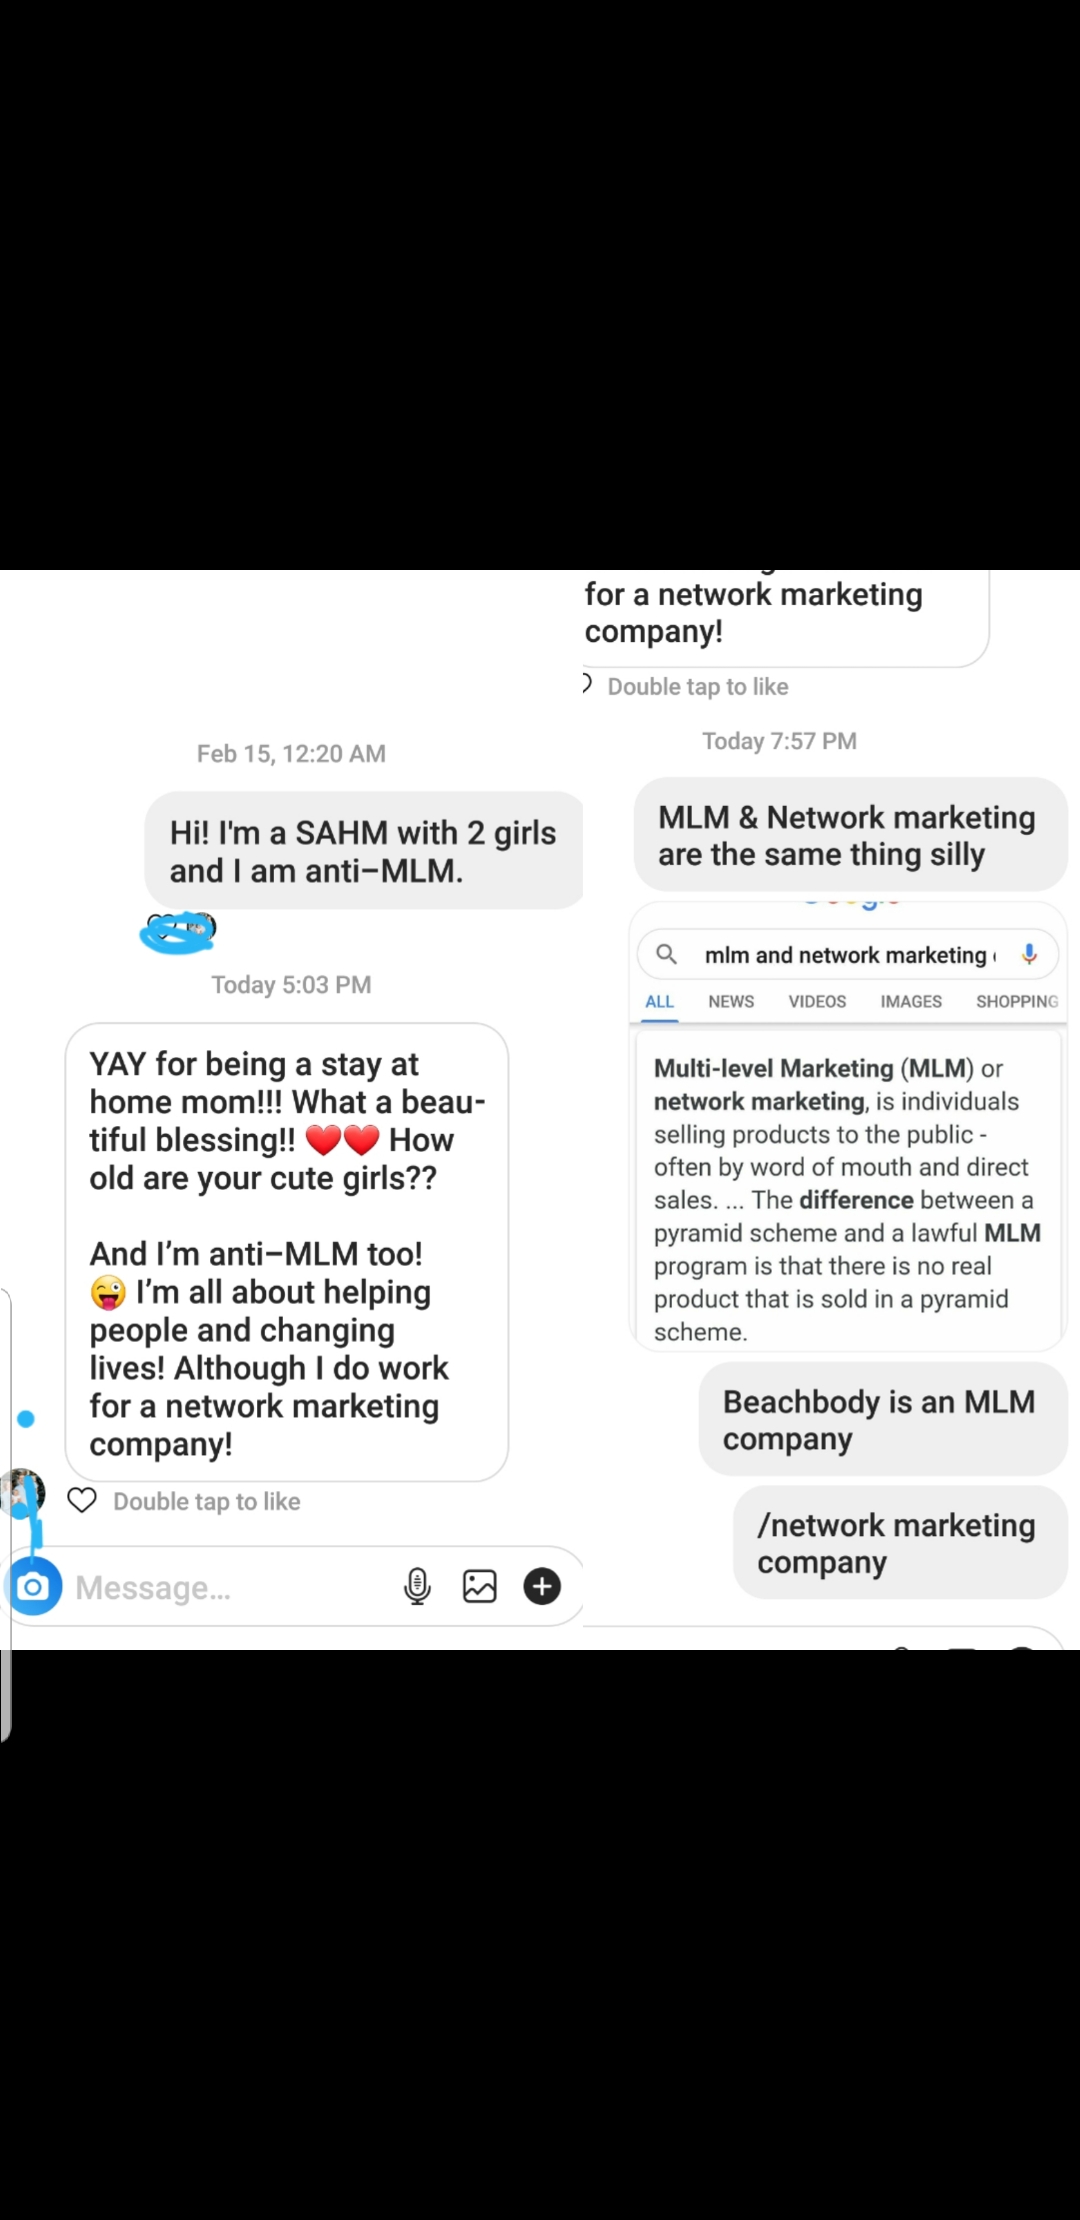 Feb 15, 12:20 AM
Hi! I'm a SAHM with 2 girls
and I am anti–MLM.
Today 5:03 PM
YAY for being a stay at
home mom!!! What a beau-
tiful blessing!! ❤️❤️ How
old are your cute girls??
And I’m anti–MLM too!
😜 I’m all about helping
people and changing
lives! Although I do work
for a network marketing
company!
Double tap to like
Message...
for a network marketing
company!
Double tap to like
Today 7:57 PM
MLM & Network marketing
are the same thing silly
mlm and network marketing
ALL NEWS VIDEOS IMAGES SHOPPING
Multi-level Marketing (MLM) or
network marketing, is individuals
selling products to the public -
often by word of mouth and direct
sales. ... The difference between a
pyramid scheme and a lawful MLM
program is that there is no real
product that is sold in a pyramid
scheme.
Beachbody is an MLM
company
/network marketing
company